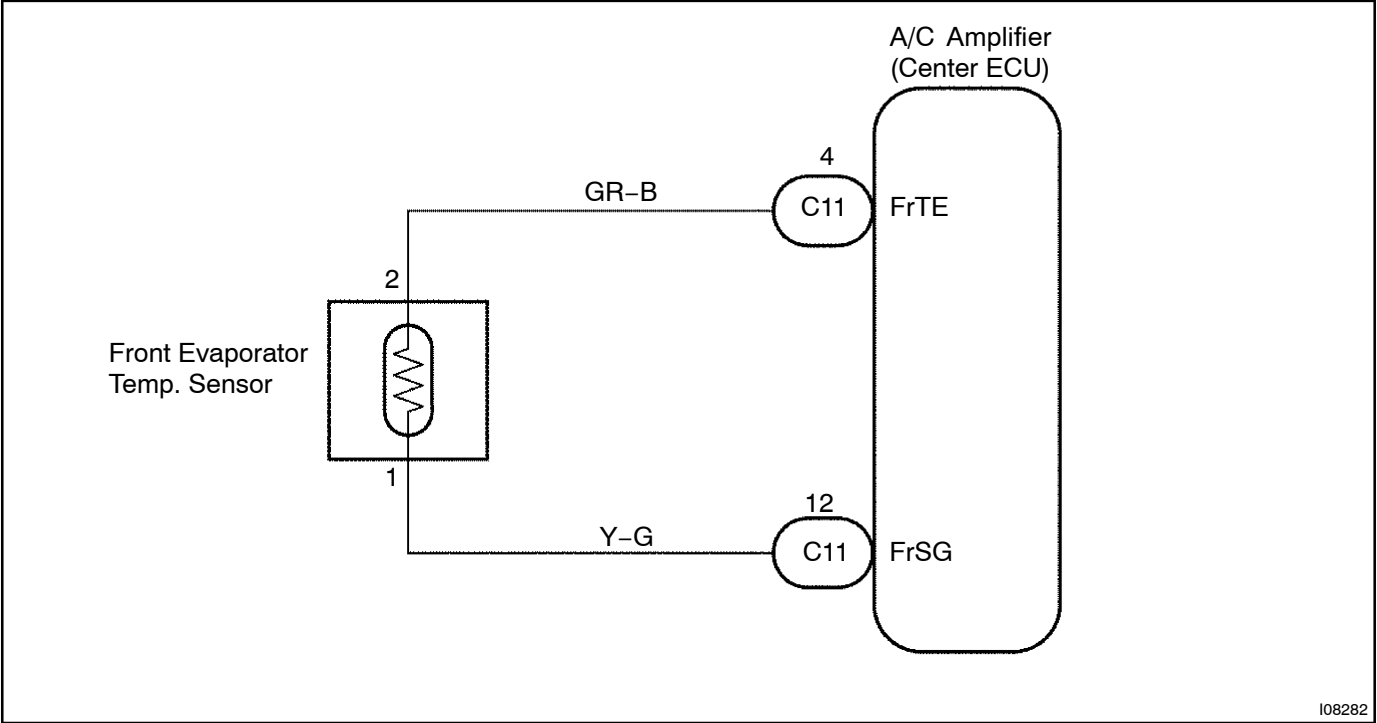 A/C Amplifier
(Center ECU)
4
GR−B
C11
FrTE
2
Front Evaporator
Temp. Sensor
1
12
Y−G
C11
FrSG
I08282